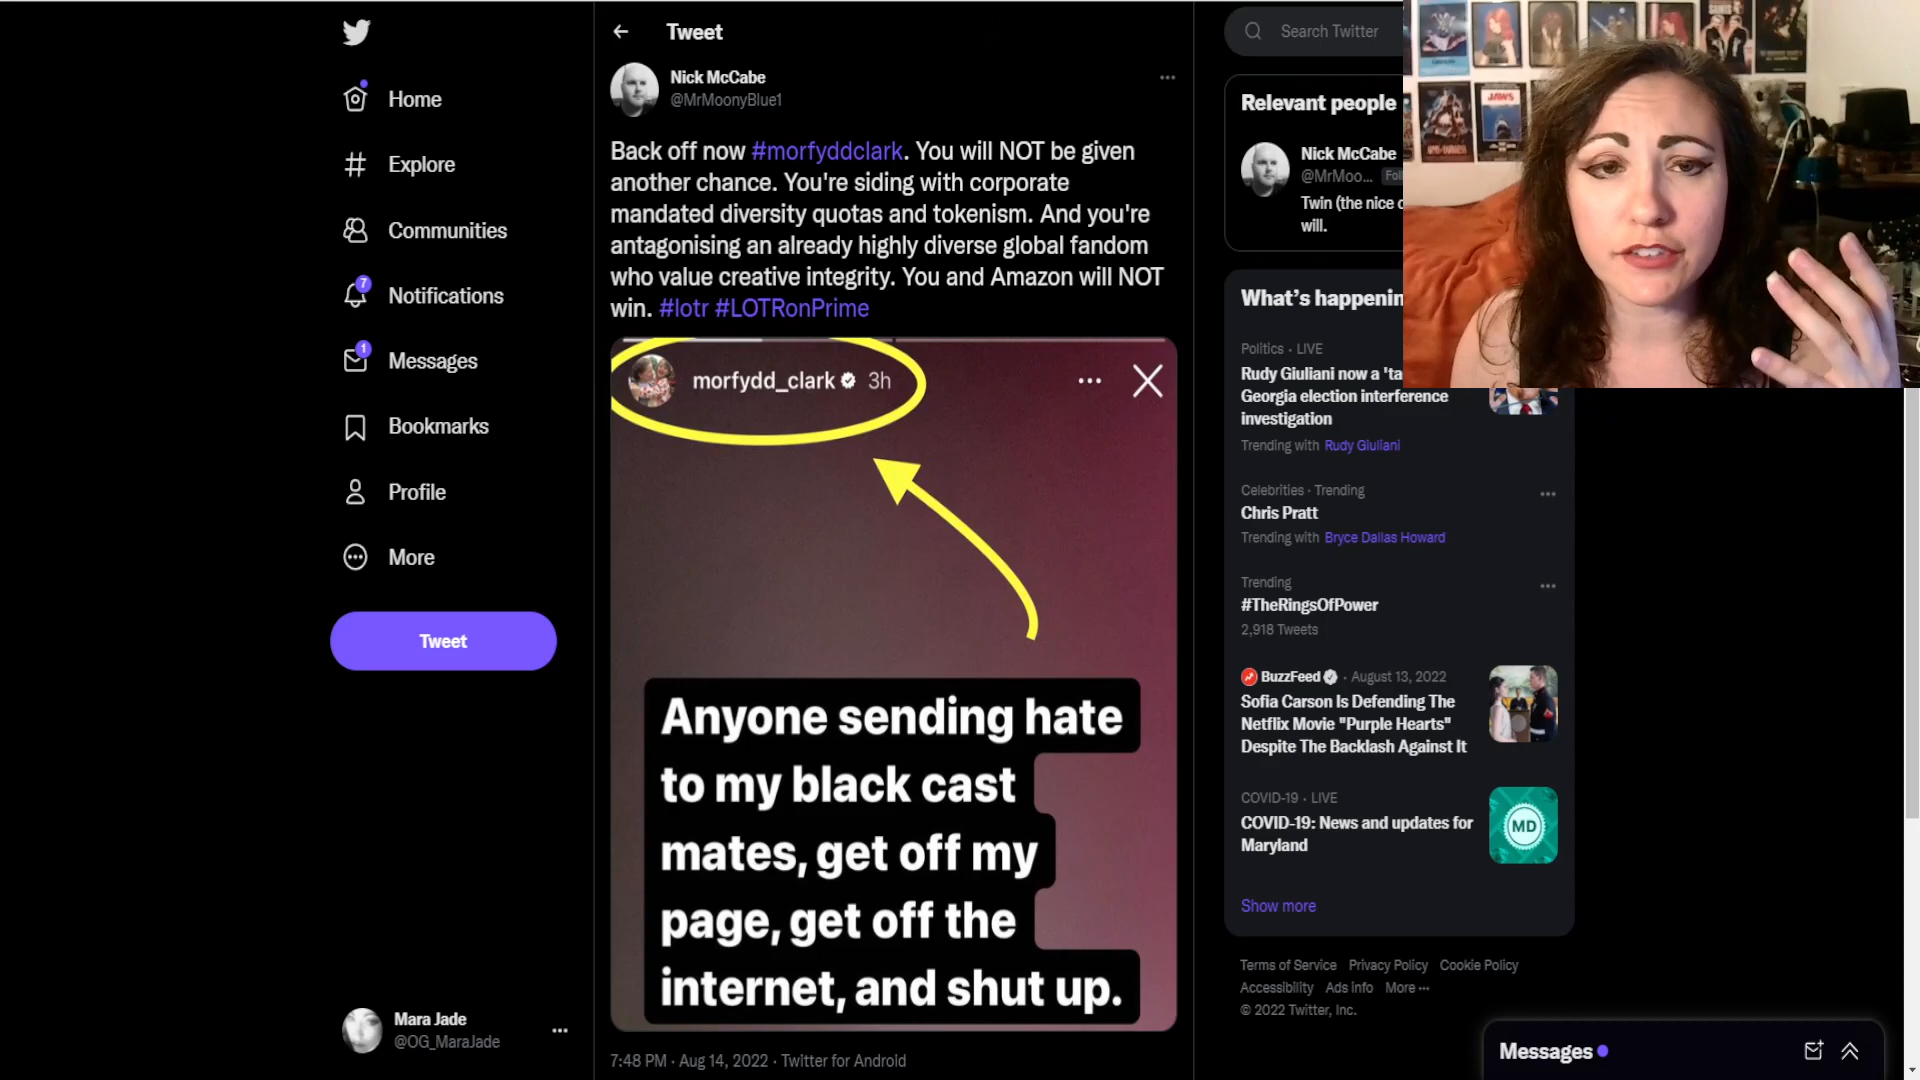 Home
Explore
Communities
7
Notifications
1
Messages
Bookmarks
Profile
More
Tweet
Mara Jade
@OG_MaraJade
Tweet
Nick McCabe
@MrMoonyBlue1
Back off now #morfyddclark. You will NOT be given
another chance. You're siding with corporate
mandated diversity quotas and tokenism. And you're
antagonising an already highly diverse global fandom
who value creative integrity. You and Amazon will NOT
win. #lotr #LOTRonPrime
morfydd_clark 3h
Anyone sending hate
to my black cast
mates, get off my
page, get off the
internet, and shut up.
7:48 PM · Aug 14, 2022 · Twitter for Android
Search Twitter
Relevant people
Nick McCabe
@MrMoo... Fol
Twin (the nice
will.
What's happenin
Politics · LIVE
Rudy Giuliani now a 'ta
Georgia election interference
investigation
Trending with Rudy Giuliani
Celebrities · Trending
Chris Pratt
Trending with Bryce Dallas Howard
Trending
#TheRingsOfPower
2,918 Tweets
BuzzFeed · August 13, 2022
Sofia Carson Is Defending The
Netflix Movie "Purple Hearts"
Despite The Backlash Against It
COVID-19 · LIVE
COVID-19: News and updates for
Maryland
MD
Show more
Terms of Service Privacy Policy Cookie Policy
Accessibility Ads info More ···
© 2022 Twitter, Inc.
Messages
JAWS